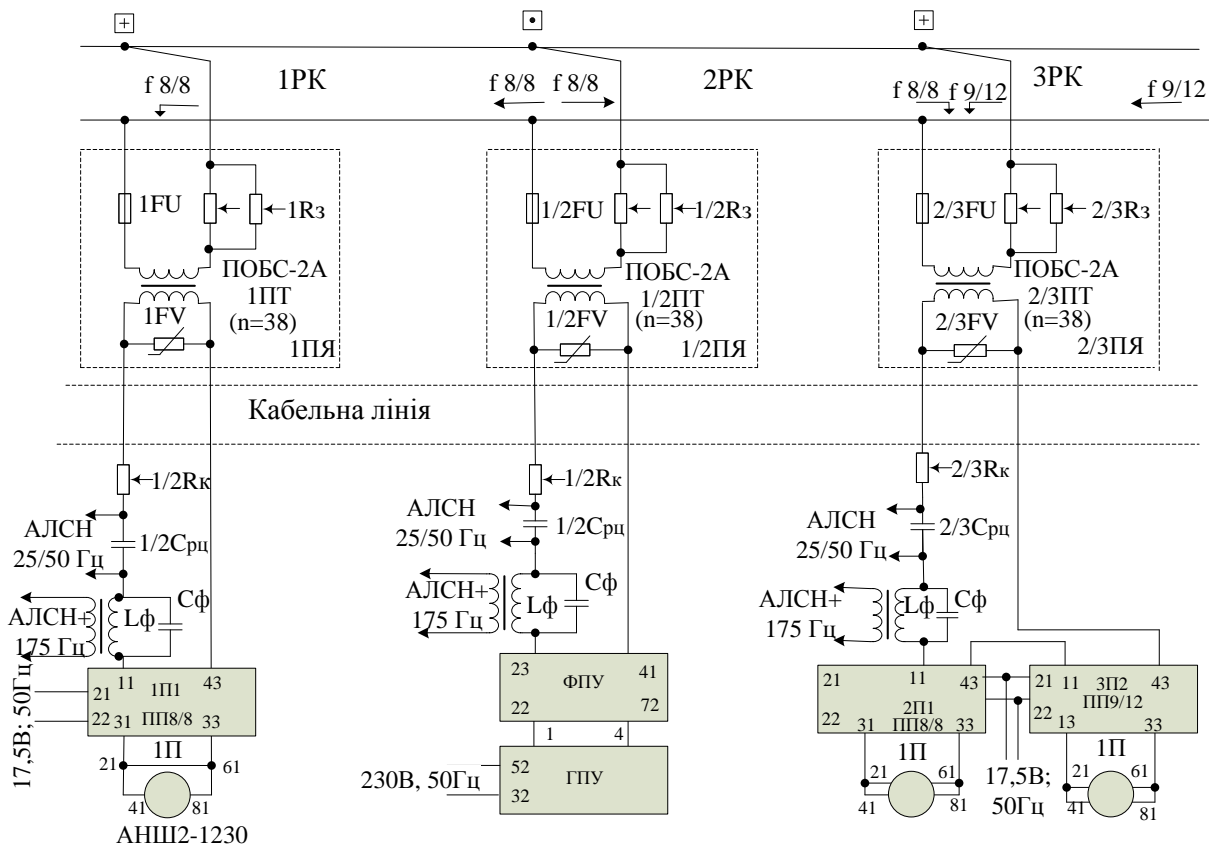 + • +
1РК 2РК 3РК
f 8/8 f 8/8 f 8/8 f 8/8 f 9/12 f 9/12
1FU 1Rз 1/2FU 1/2Rз 2/3FU 2/3Rз
ПОБС-2А ПОБС-2А ПОБС-2А
1ПТ 1/2ПТ 2/3ПТ
1FV (n=38) 1/2FV (n=38) 2/3FV (n=38)
1ПЯ 1/2ПЯ 2/3ПЯ
Кабельна лінія
1/2Rк 1/2Rк 2/3Rк
АЛСН АЛСН АЛСН
1/2Срц 1/2Срц 2/3Срц
25/50 Гц 25/50 Гц 25/50 Гц
АЛСН+ Lф Сф АЛСН+ Lф Сф АЛСН+ Lф Сф
175 Гц 175 Гц 175 Гц
17,5В; 50Гц
21 11 1П1 43
22 31 ПП8/8 33
1П
21 61
41 81
АНШ2-1230
23 ФПУ 41
22 72
1 4
230В, 50Гц
52 ГПУ
32
21 11 43
22 2П1
31 ПП8/8 33
1П
21 61
41 81
21 11 3П2 43
22 ПП9/12
13 33
1П
21 61
41 81
17,5В;
50Гц